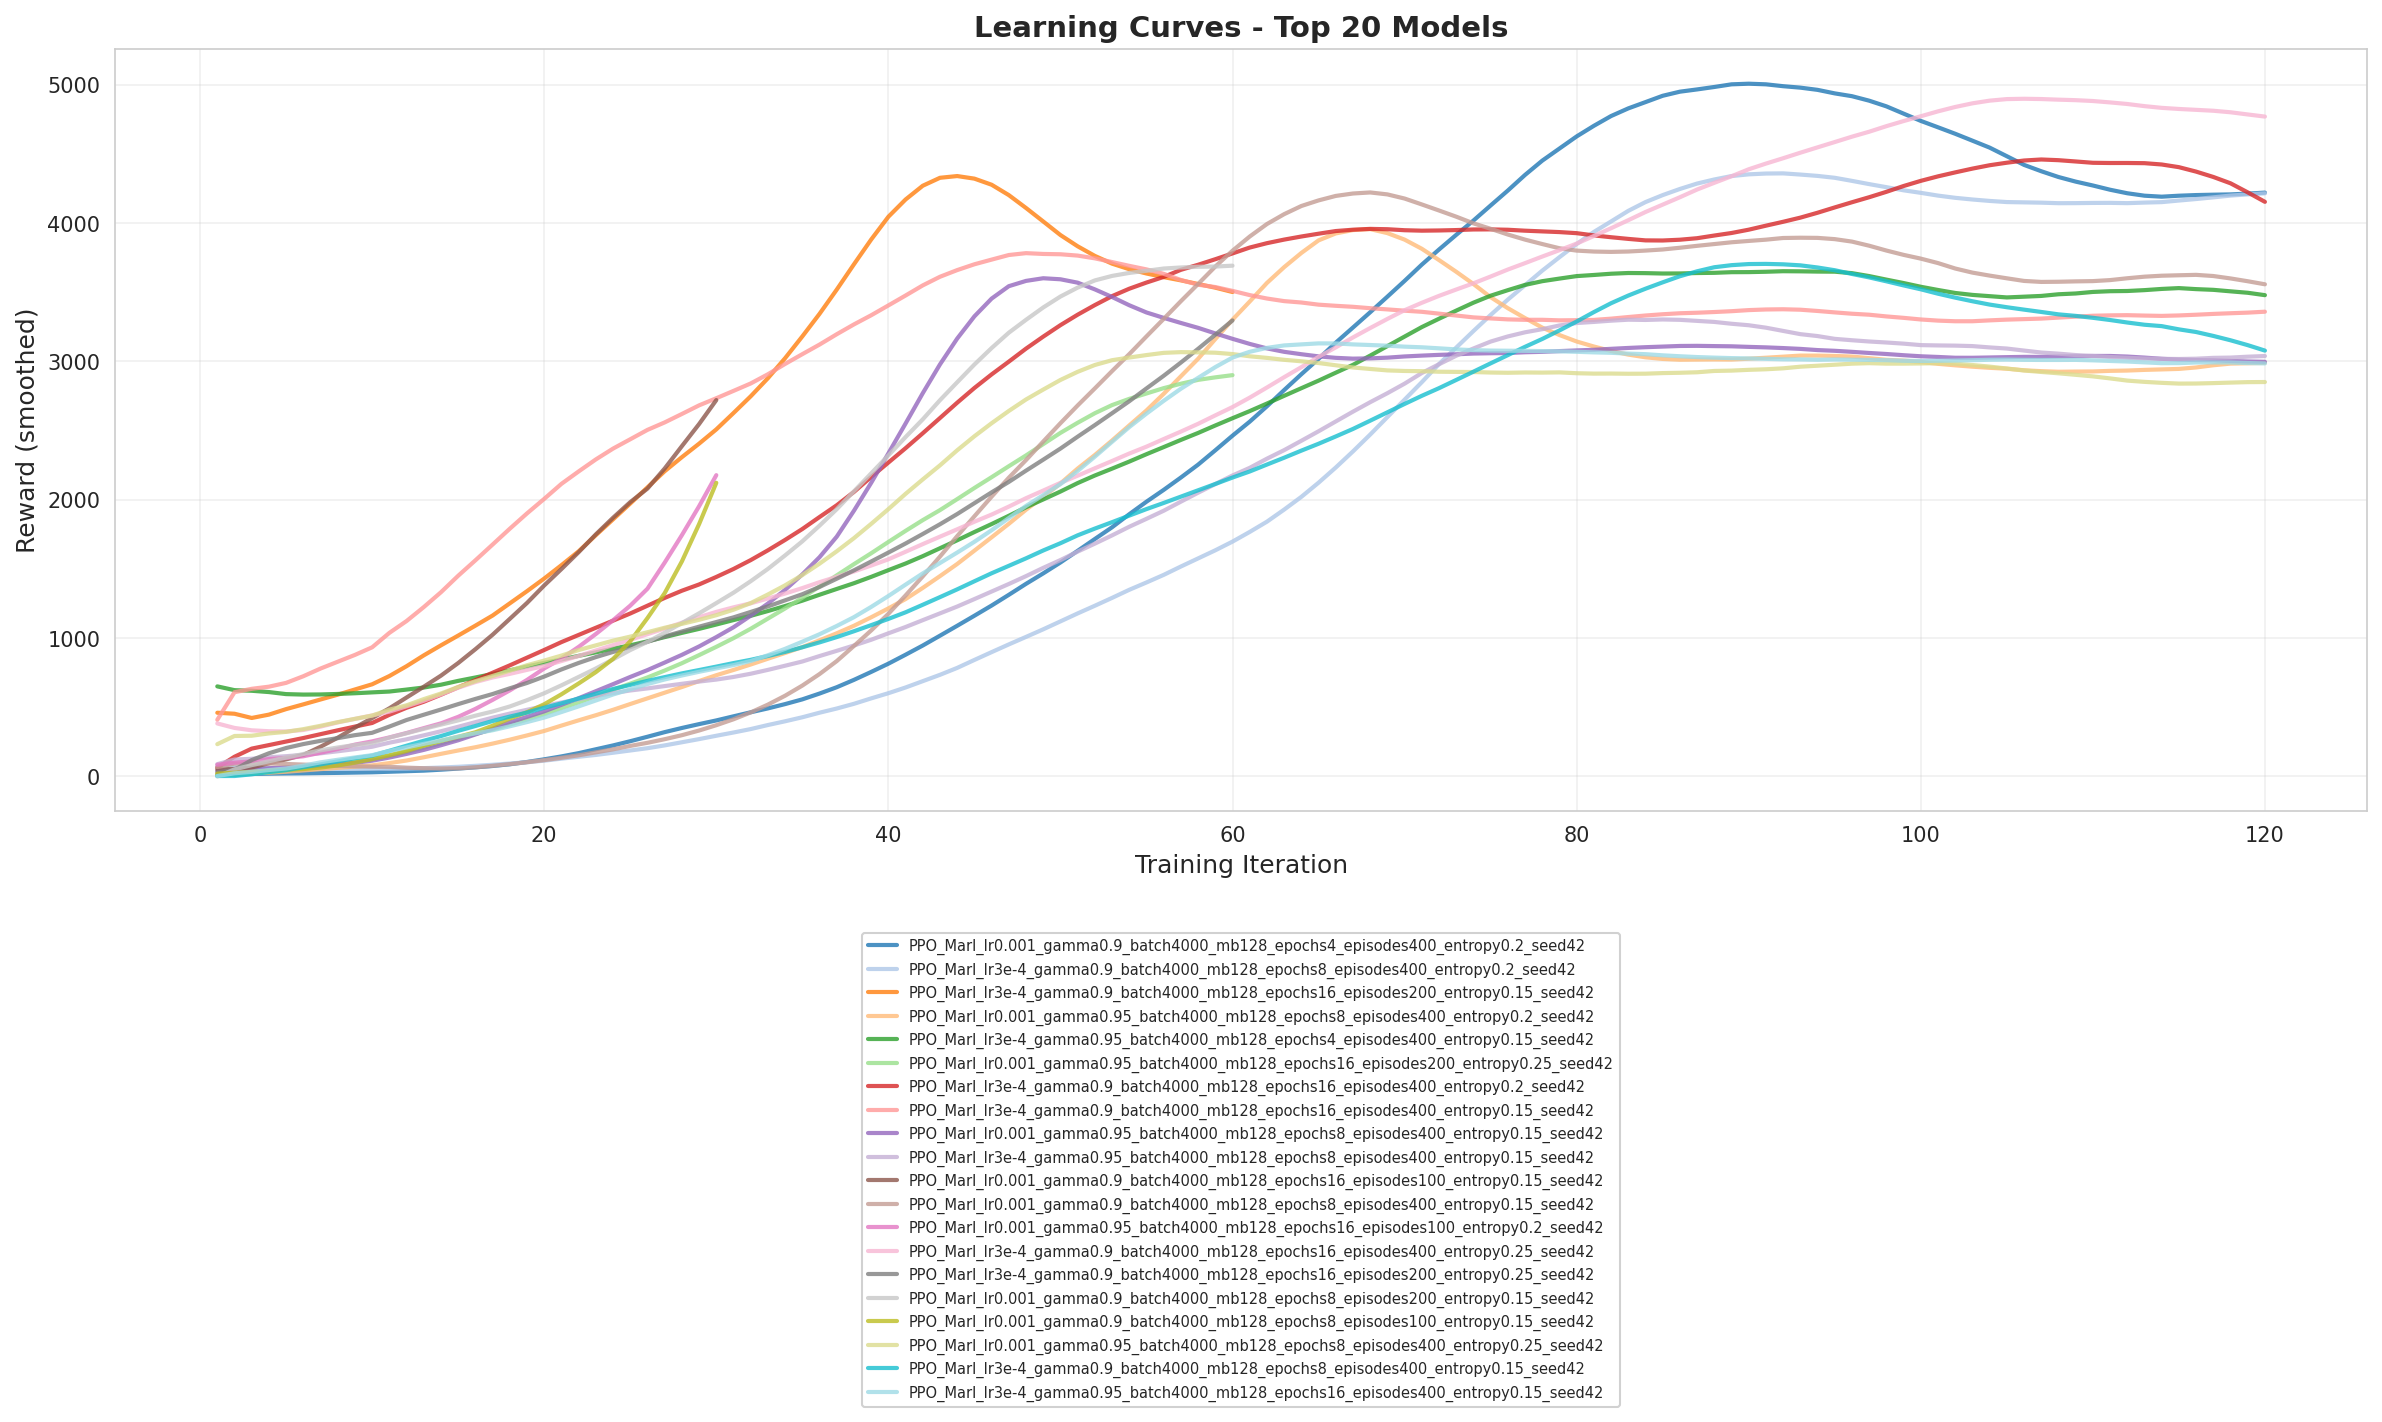 Learning Curves - Top 20 Models
Reward (smoothed)
5000
4000
3000
2000
1000
0
0 20 40 60 80 100 120
Training Iteration
PPO_Marl_lr0.001_gamma0.9_batch4000_mb128_epochs4_episodes400_entropy0.2_seed42
PPO_Marl_lr3e-4_gamma0.9_batch4000_mb128_epochs8_episodes400_entropy0.2_seed42
PPO_Marl_lr3e-4_gamma0.9_batch4000_mb128_epochs16_episodes200_entropy0.15_seed42
PPO_Marl_lr0.001_gamma0.95_batch4000_mb128_epochs8_episodes400_entropy0.2_seed42
PPO_Marl_lr3e-4_gamma0.95_batch4000_mb128_epochs4_episodes400_entropy0.15_seed42
PPO_Marl_lr0.001_gamma0.95_batch4000_mb128_epochs16_episodes200_entropy0.25_seed42
PPO_Marl_lr3e-4_gamma0.9_batch4000_mb128_epochs16_episodes400_entropy0.2_seed42
PPO_Marl_lr3e-4_gamma0.9_batch4000_mb128_epochs16_episodes400_entropy0.15_seed42
PPO_Marl_lr0.001_gamma0.95_batch4000_mb128_epochs8_episodes400_entropy0.15_seed42
PPO_Marl_lr3e-4_gamma0.95_batch4000_mb128_epochs8_episodes400_entropy0.15_seed42
PPO_Marl_lr0.001_gamma0.9_batch4000_mb128_epochs16_episodes100_entropy0.15_seed42
PPO_Marl_lr0.001_gamma0.9_batch4000_mb128_epochs8_episodes400_entropy0.15_seed42
PPO_Marl_lr0.001_gamma0.95_batch4000_mb128_epochs16_episodes100_entropy0.2_seed42
PPO_Marl_lr3e-4_gamma0.9_batch4000_mb128_epochs16_episodes400_entropy0.25_seed42
PPO_Marl_lr3e-4_gamma0.9_batch4000_mb128_epochs16_episodes200_entropy0.25_seed42
PPO_Marl_lr0.001_gamma0.9_batch4000_mb128_epochs8_episodes200_entropy0.15_seed42
PPO_Marl_lr0.001_gamma0.9_batch4000_mb128_epochs8_episodes100_entropy0.15_seed42
PPO_Marl_lr0.001_gamma0.95_batch4000_mb128_epochs8_episodes400_entropy0.25_seed42
PPO_Marl_lr3e-4_gamma0.9_batch4000_mb128_epochs8_episodes400_entropy0.15_seed42
PPO_Marl_lr3e-4_gamma0.95_batch4000_mb128_epochs16_episodes400_entropy0.15_seed42